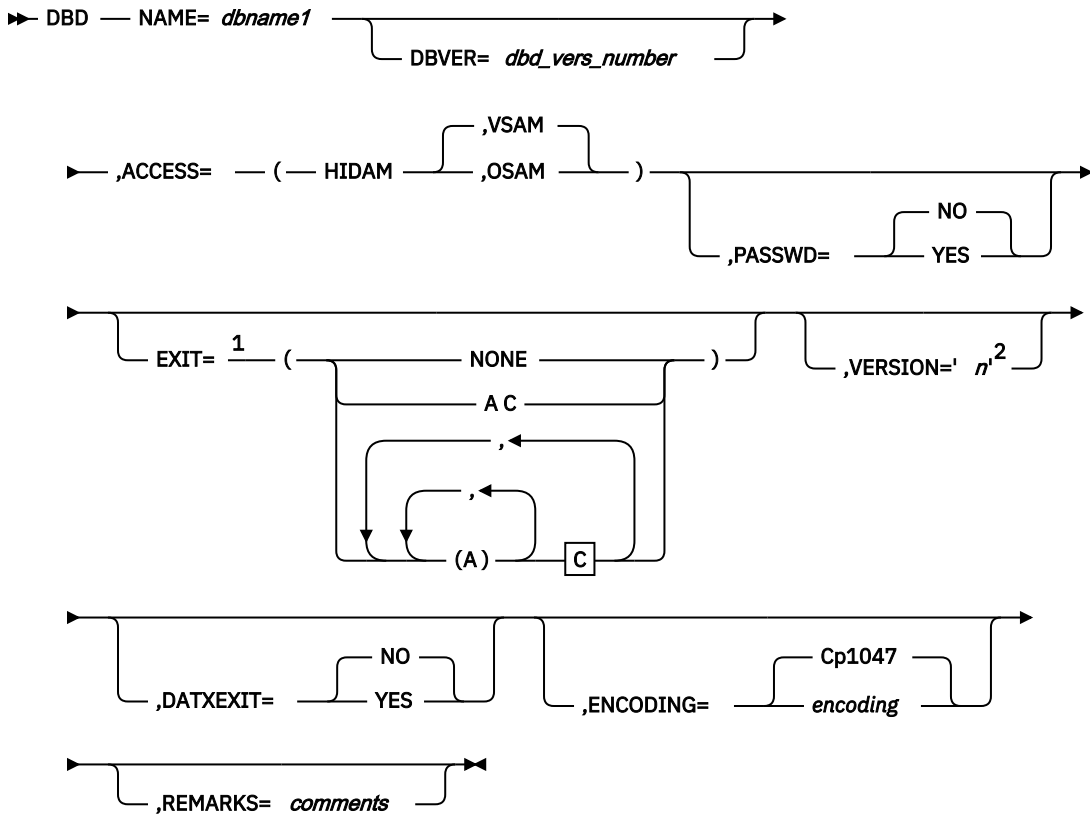 DBD NAME= dbname1
DBVER= dbd_vers_number
,VSAM
,ACCESS= ( HIDAM ,OSAM )
NO
,PASSWD= YES
EXIT= 1 ( NONE )
,VERSION=' n'2
A C
,
,
(A) C
NO
,DATXEXIT= YES
Cp1047
,ENCODING= encoding
,REMARKS= comments